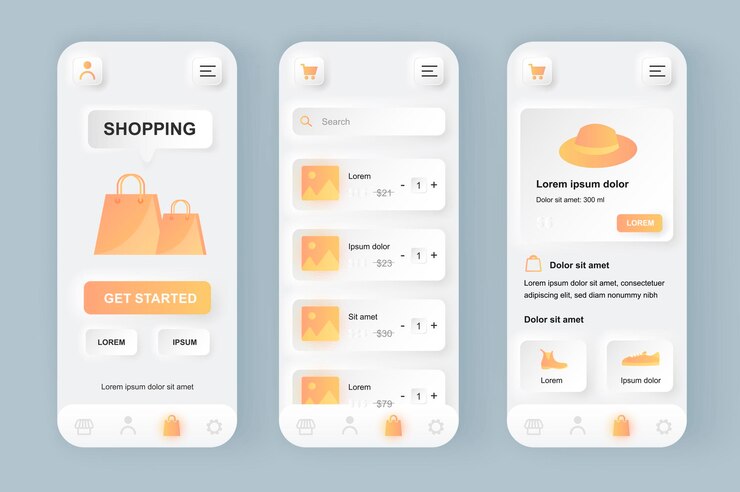 SHOPPING
GET STARTED
LOREM
IPSUM
Lorem ipsum dolor sit amet
Search
Lorem
$21
- 1 +
Ipsum dolor
$23
- 1 +
Sit amet
$30
- 1 +
Lorem
$79
- 1 +
Lorem ipsum dolor
Dolor sit amet: 300 ml
LOREM
Dolor sit amet
Lorem ipsum dolor sit amet, consectetuer
adipiscing elit, sed diam nonummy nibh
Dolor sit amet
Lorem
Ipsum dolor